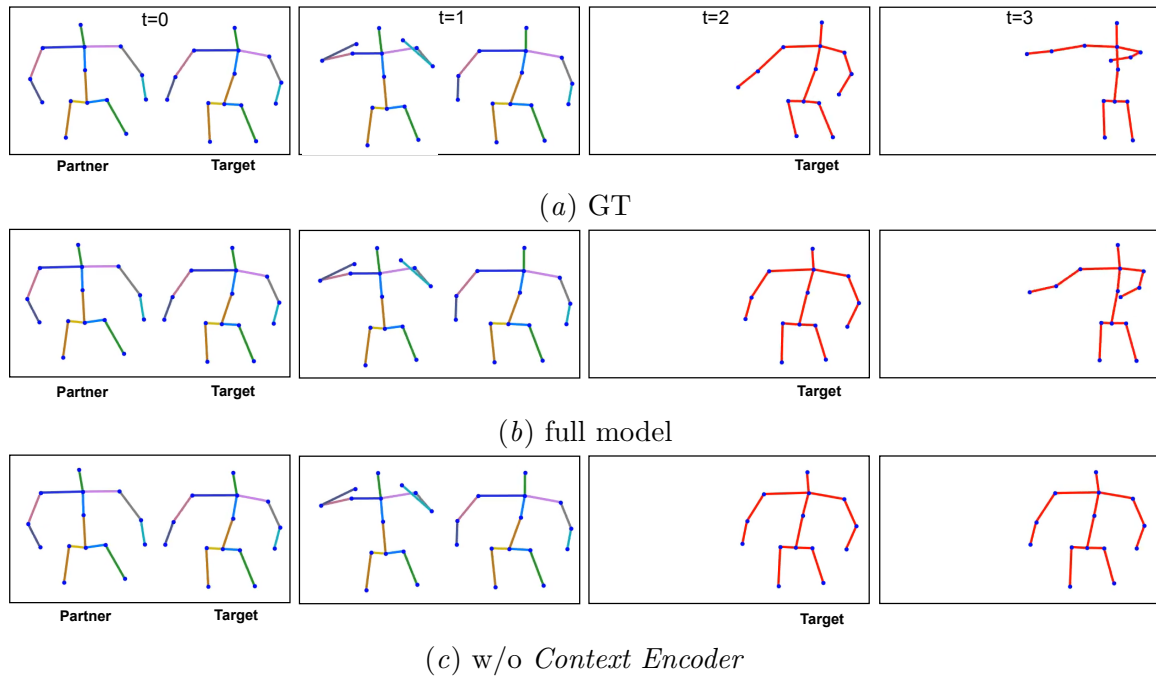 t=0 t=1 t=2 t=3
Partner Target Target
(a) GT
Partner Target Target
(b) full model
Partner Target Target
(c) w/o Context Encoder